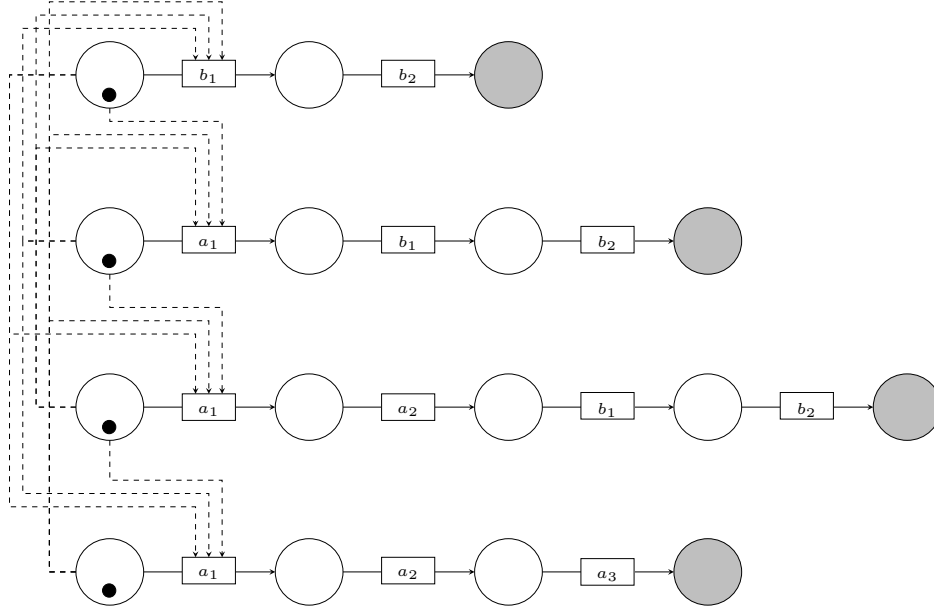 b₁ b₂
a₁ b₁ b₂
a₁ a₂ b₁ b₂
a₁ a₂ a₃